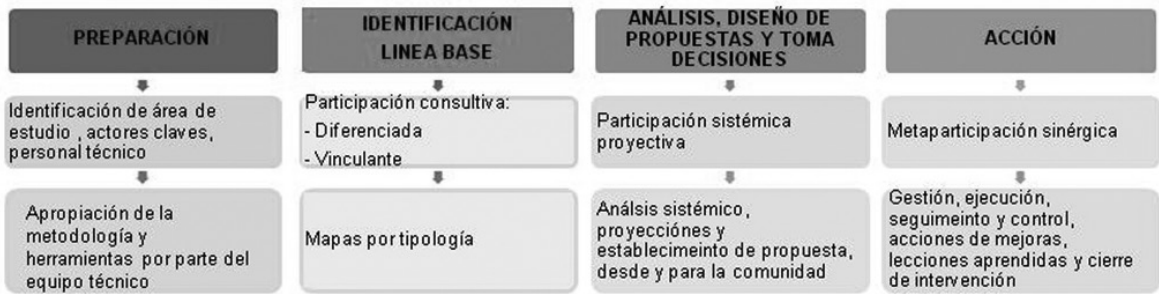 PREPARACIÓN
Identificación de área de
estudio , actores claves,
personal técnico
Apropiación de la
metodología y
herramientas por parte del
equipo técnico
IDENTIFICACIÓN
LINEA BASE
Participación consultiva:
- Diferenciada
- Vinculante
Mapas por tipología
ANÁLISIS, DISEÑO DE
PROPUESTAS Y TOMA
DECISIONES
Participación sistémica
proyectiva
Análsis sistémico,
proyecciónes y
establecimeinto de propuesta,
desde y para la comunidad
ACCIÓN
Metaparticipación sinérgica
Gestión, ejecución,
seguimeinto y control,
acciones de mejoras,
lecciones aprendidas y cierre
de intervención